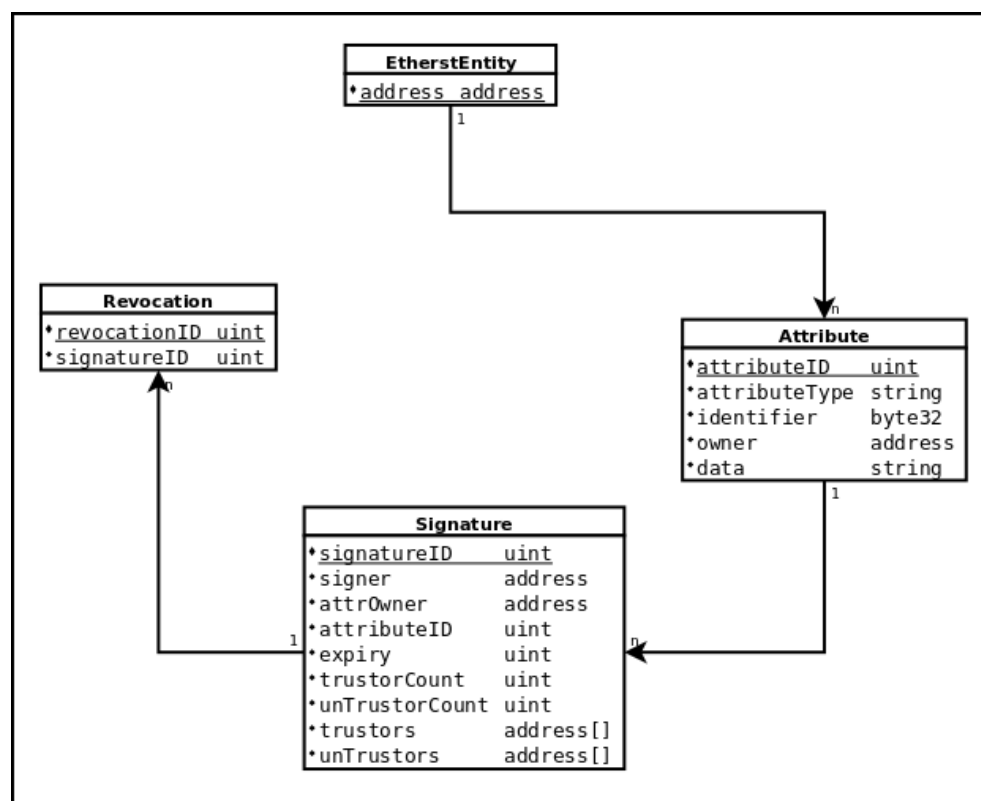 EtherstEntity
address address
1
n
Revocation
revocationID uint
signatureID uint
n
Attribute
attributeID uint
attributeType string
identifier byte32
owner address
data string
1
Signature
signatureID uint
signer address
attrOwner address
attributeID uint
expiry uint
trustorCount uint
unTrustorCount uint
trustors address[]
unTrustors address[]
1
n